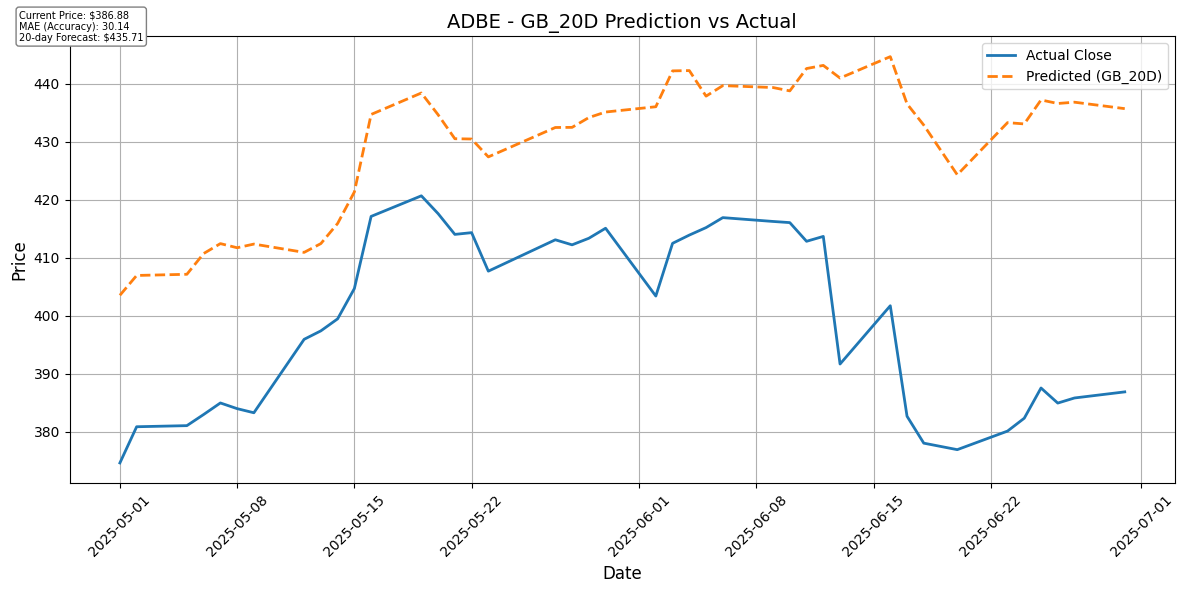 ADBE - GB_20D Prediction vs Actual
Current Price: $386.88
MAE (Accuracy): 30.14
20-day Forecast: $435.71
Actual Close
Predicted (GB_20D)
Price
440
430
420
410
400
390
380
2025-05-01
2025-05-08
2025-05-15
2025-05-22
2025-06-01
2025-06-08
2025-06-15
2025-06-22
2025-07-01
Date